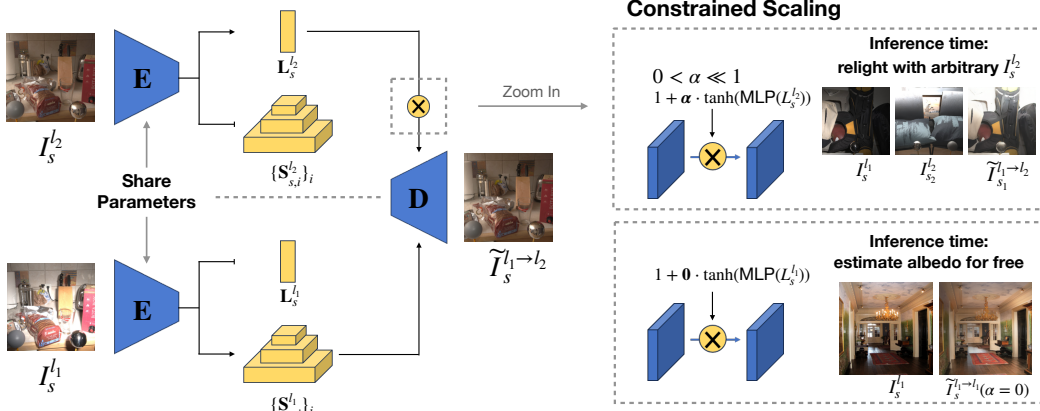 Constrained Scaling
E
L_s^{l_2}
{S_{s,i}^{l_2}}_i
I_s^{l_2}
Share
Parameters
Zoom In
D
Ĩ_s^{l_1→l_2}
E
L_s^{l_1}
I_s^{l_1}
0 < α ≪ 1
1 + α · tanh(MLP(L_s^{l_2}))
Inference time:
relight with arbitrary I_s^{l_2}
I_s^{l_1} I_{s_2}^{l_2} Ĩ_{s_1}^{l_1→l_2}
1 + 0 · tanh(MLP(L_s^{l_1}))
Inference time:
estimate albedo for free
I_s^{l_1} Ĩ_s^{l_1→l_1}(α = 0)